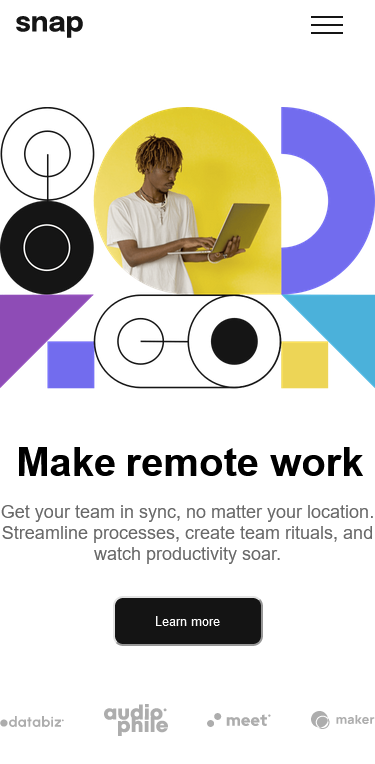 snap
Make remote work
Get your team in sync, no matter your location.
Streamline processes, create team rituals, and
watch productivity soar.
Learn more
databiz
audio
phile
meet
maker